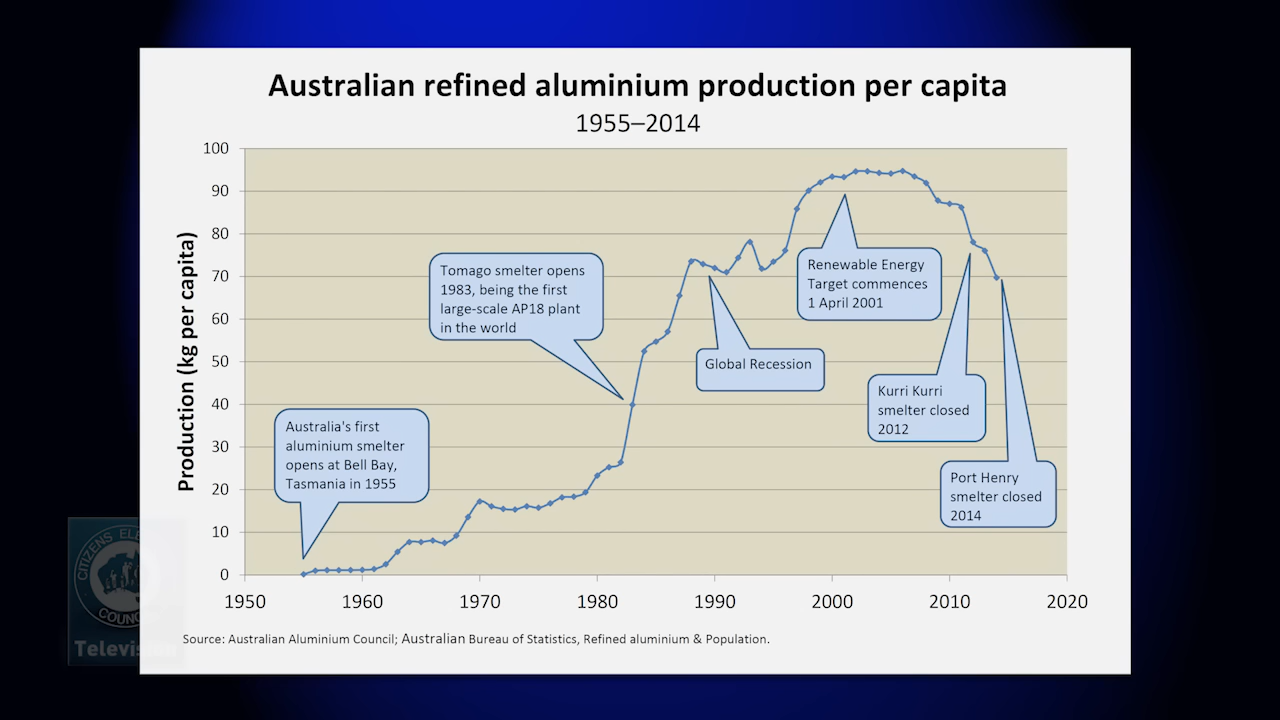 Australian refined aluminium production per capita
1955–2014
100
90
80
70
60
50
40
30
20
10
0
Production (kg per capita)
1950
1960
1970
1980
1990
2000
2010
2020
Australia's first
aluminium smelter
opens at Bell Bay,
Tasmania in 1955
Tomago smelter opens
1983, being the first
large-scale AP18 plant
in the world
Global Recession
Renewable Energy
Target commences
1 April 2001
Kurri Kurri
smelter closed
2012
Port Henry
smelter closed
2014
Source: Australian Aluminium Council; Australian Bureau of Statistics, Refined aluminium & Population.
CITIZENS
COUNC
Televis